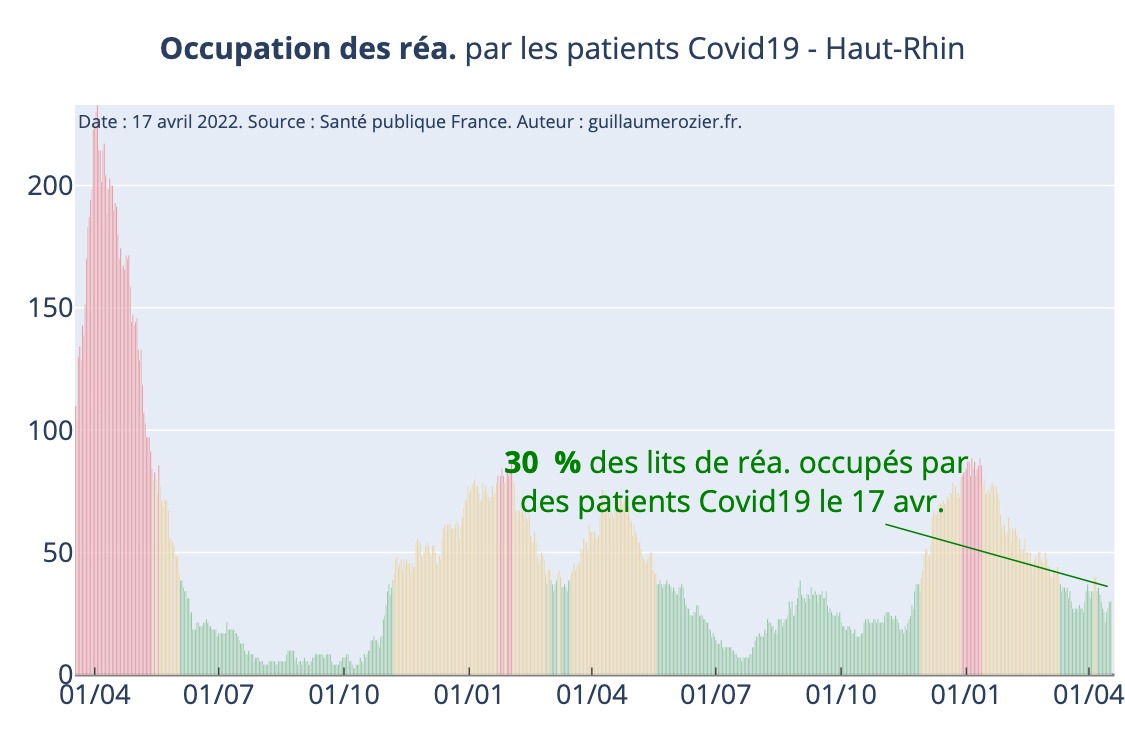 Occupation des réa. par les patients Covid19 - Haut-Rhin
Date : 17 avril 2022. Source : Santé publique France. Auteur : guillaumerozier.fr.
200
150
100
30  % des lits de réa. occupés par
des patients Covid19 le 17 avr.
50
0
01/04 01/07 01/10 01/01 01/04 01/07 01/10 01/01 01/04